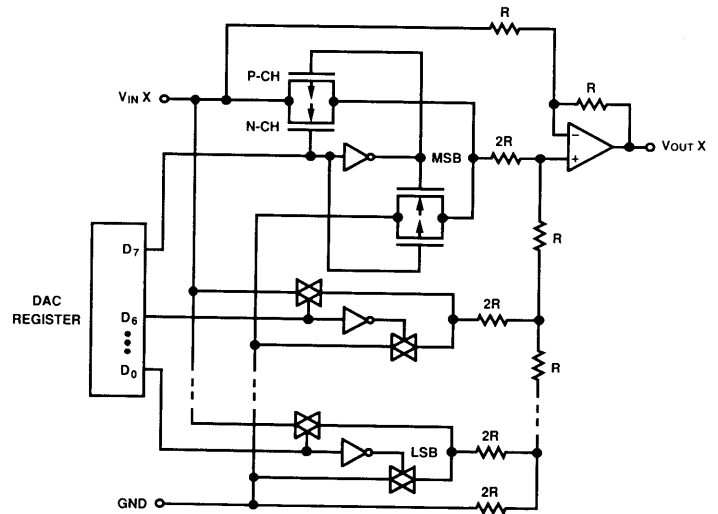 R
P-CH
VIN X
N-CH
R
VOUT X
MSB
2R
D7
R
DAC
REGISTER
D6
2R
R
D0
LSB
2R
GND
2R